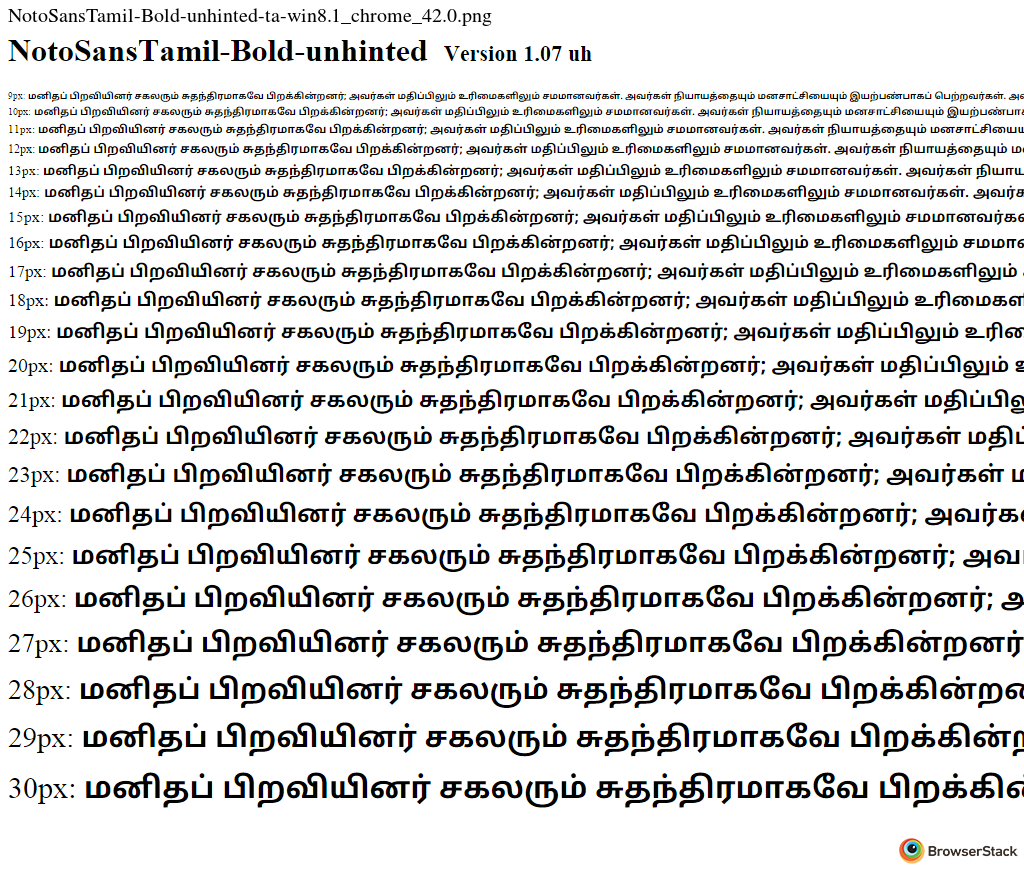 NotoSansTamil-Bold-unhinted-ta-win8.1_chrome_42.0.png
NotoSansTamil-Bold-unhinted Version 1.07 uh
9px: மனிதப் பிறவியினர் சகலரும் சுதந்திரமாகவே பிறக்கின்றனர்; அவர்கள் மதிப்பிலும் உரிமைகளிலும் சமமானவர்கள். அவர்கள் நியாயத்தையும் மனசாட்சியையும் இயற்பண்பாகப் பெற்றவர்கள்.
10px: மனிதப் பிறவியினர் சகலரும் சுதந்திரமாகவே பிறக்கின்றனர்; அவர்கள் மதிப்பிலும் உரிமைகளிலும் சமமானவர்கள். அவர்கள் நியாயத்தையும் மனசாட்சியையும்
11px: மனிதப் பிறவியினர் சகலரும் சுதந்திரமாகவே பிறக்கின்றனர்; அவர்கள் மதிப்பிலும் உரிமைகளிலும் சமமானவர்கள். அவர்கள் நியாயத்தையும்
12px: மனிதப் பிறவியினர் சகலரும் சுதந்திரமாகவே பிறக்கின்றனர்; அவர்கள் மதிப்பிலும் உரிமைகளிலும் சமமானவர்கள். அவர்கள் நியாயத்தையும்
13px: மனிதப் பிறவியினர் சகலரும் சுதந்திரமாகவே பிறக்கின்றனர்; அவர்கள் மதிப்பிலும் உரிமைகளிலும் சமமானவர்கள். அவர்கள்
14px: மனிதப் பிறவியினர் சகலரும் சுதந்திரமாகவே பிறக்கின்றனர்; அவர்கள் மதிப்பிலும் உரிமைகளிலும் சமமானவர்கள்.
15px: மனிதப் பிறவியினர் சகலரும் சுதந்திரமாகவே பிறக்கின்றனர்; அவர்கள் மதிப்பிலும் உரிமைகளிலும்
16px: மனிதப் பிறவியினர் சகலரும் சுதந்திரமாகவே பிறக்கின்றனர்; அவர்கள் மதிப்பிலும் உரிமைகளிலும்
17px: மனிதப் பிறவியினர் சகலரும் சுதந்திரமாகவே பிறக்கின்றனர்; அவர்கள் மதிப்பிலும் உரிமைகளிலும்
18px: மனிதப் பிறவியினர் சகலரும் சுதந்திரமாகவே பிறக்கின்றனர்; அவர்கள் மதிப்பிலும்
19px: மனிதப் பிறவியினர் சகலரும் சுதந்திரமாகவே பிறக்கின்றனர்; அவர்கள் மதிப்பிலும்
20px: மனிதப் பிறவியினர் சகலரும் சுதந்திரமாகவே பிறக்கின்றனர்; அவர்கள் மதிப்பிலும்
21px: மனிதப் பிறவியினர் சகலரும் சுதந்திரமாகவே பிறக்கின்றனர்; அவர்கள்
22px: மனிதப் பிறவியினர் சகலரும் சுதந்திரமாகவே பிறக்கின்றனர்; அவர்கள்
23px: மனிதப் பிறவியினர் சகலரும் சுதந்திரமாகவே பிறக்கின்றனர்; அவர்கள்
24px: மனிதப் பிறவியினர் சகலரும் சுதந்திரமாகவே பிறக்கின்றனர்;
25px: மனிதப் பிறவியினர் சகலரும் சுதந்திரமாகவே பிறக்கின்றனர்;
26px: மனிதப் பிறவியினர் சகலரும் சுதந்திரமாகவே பிறக்கின்றனர்;
27px: மனிதப் பிறவியினர் சகலரும் சுதந்திரமாகவே பிறக்கின்றனர்
28px: மனிதப் பிறவியினர் சகலரும் சுதந்திரமாகவே
29px: மனிதப் பிறவியினர் சகலரும் சுதந்திரமாகவே
30px: மனிதப் பிறவியினர் சகலரும் சுதந்திரமாகவே
BrowserStack